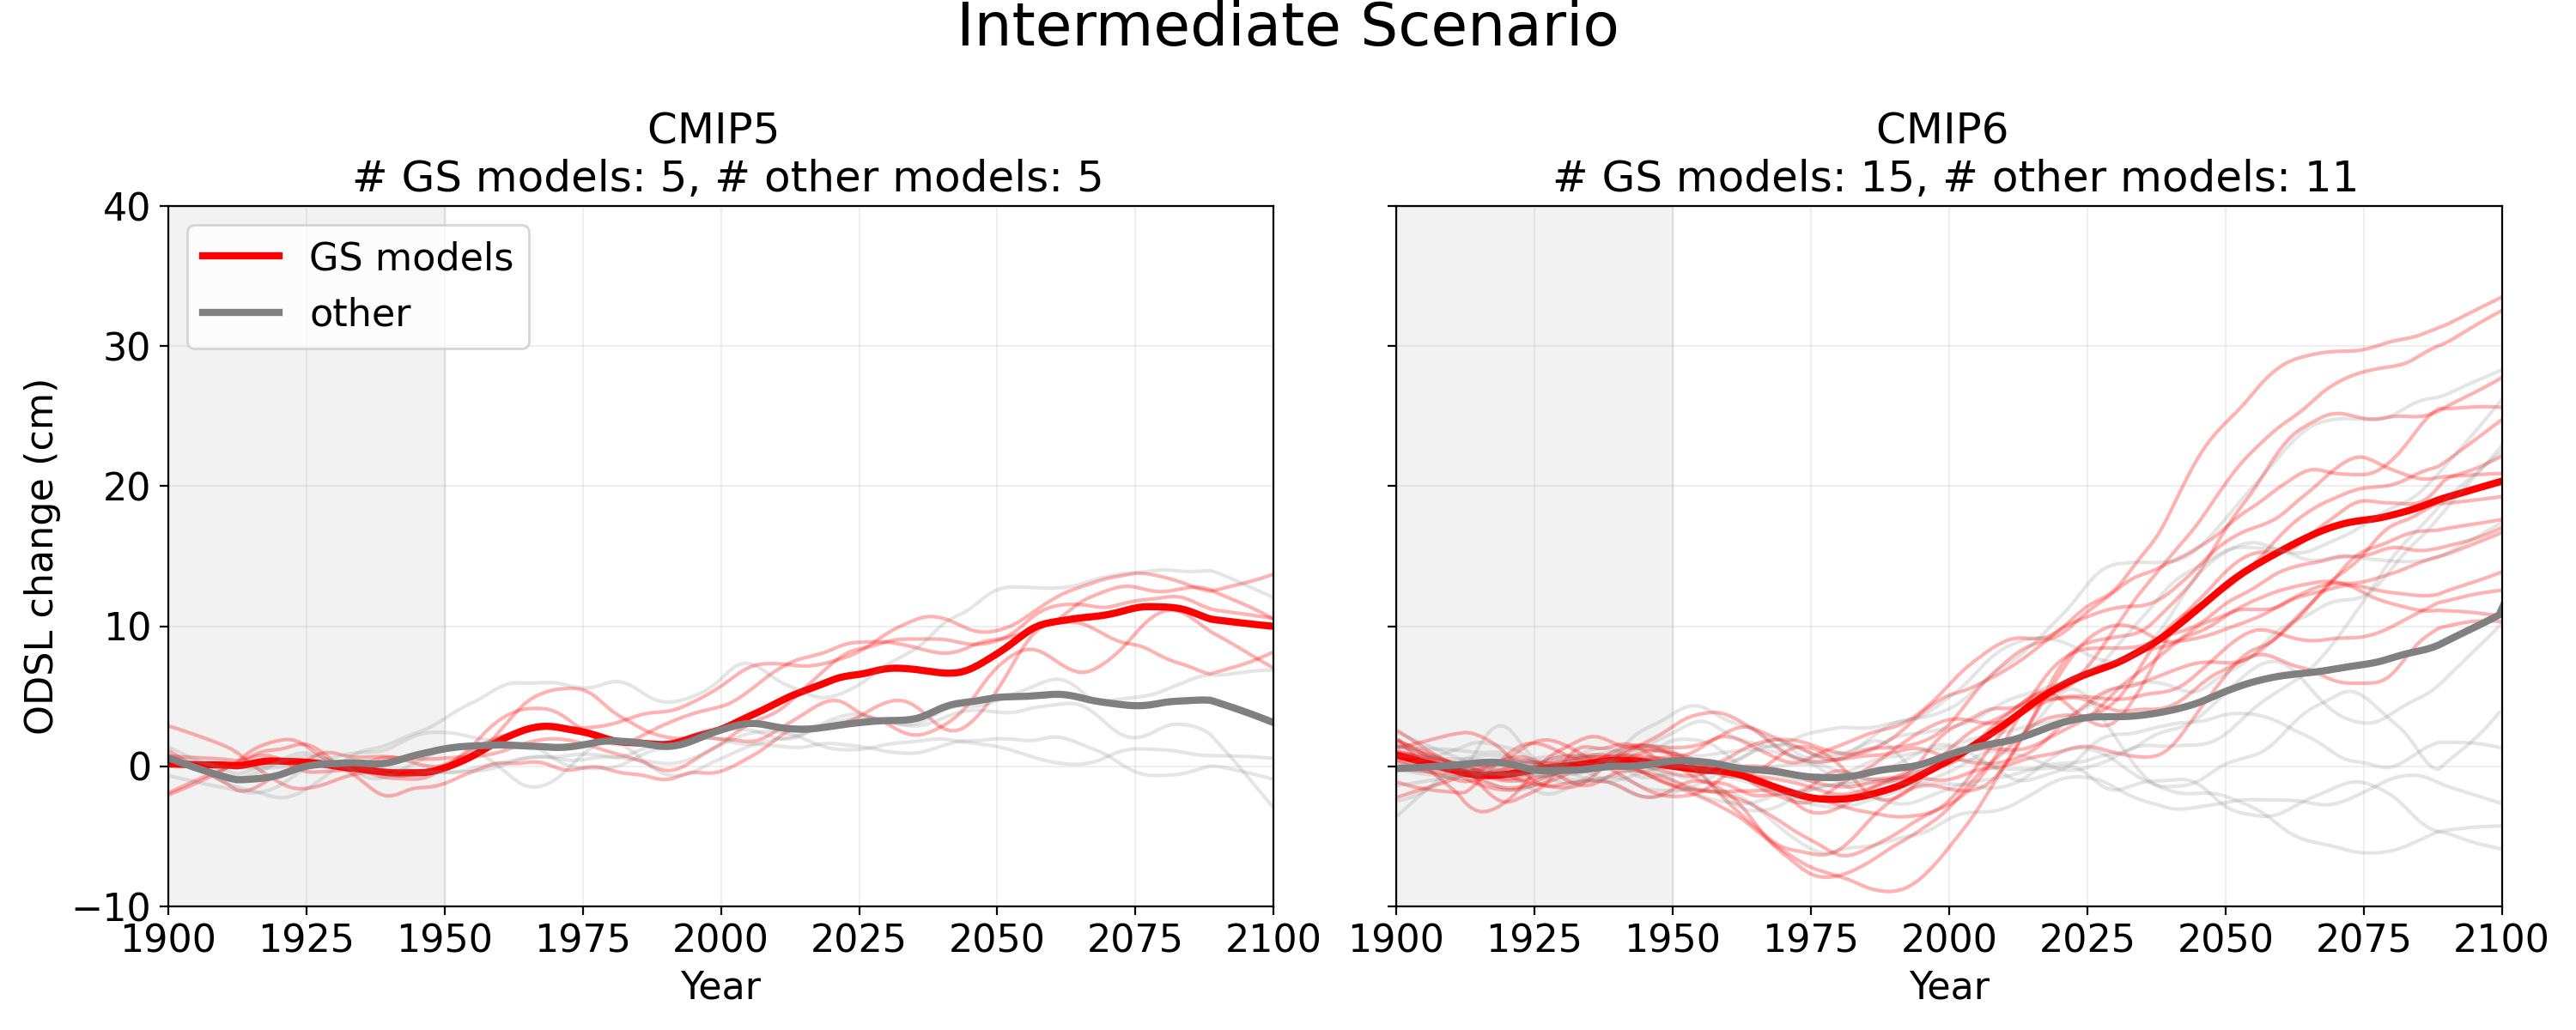 Intermediate Scenario
CMIP5
# GS models: 5, # other models: 5
GS models
other
40
30
20
10
0
−10
ODSL change (cm)
1900 1925 1950 1975 2000 2025 2050 2075 2100
Year
CMIP6
# GS models: 15, # other models: 11
1900 1925 1950 1975 2000 2025 2050 2075 2100
Year